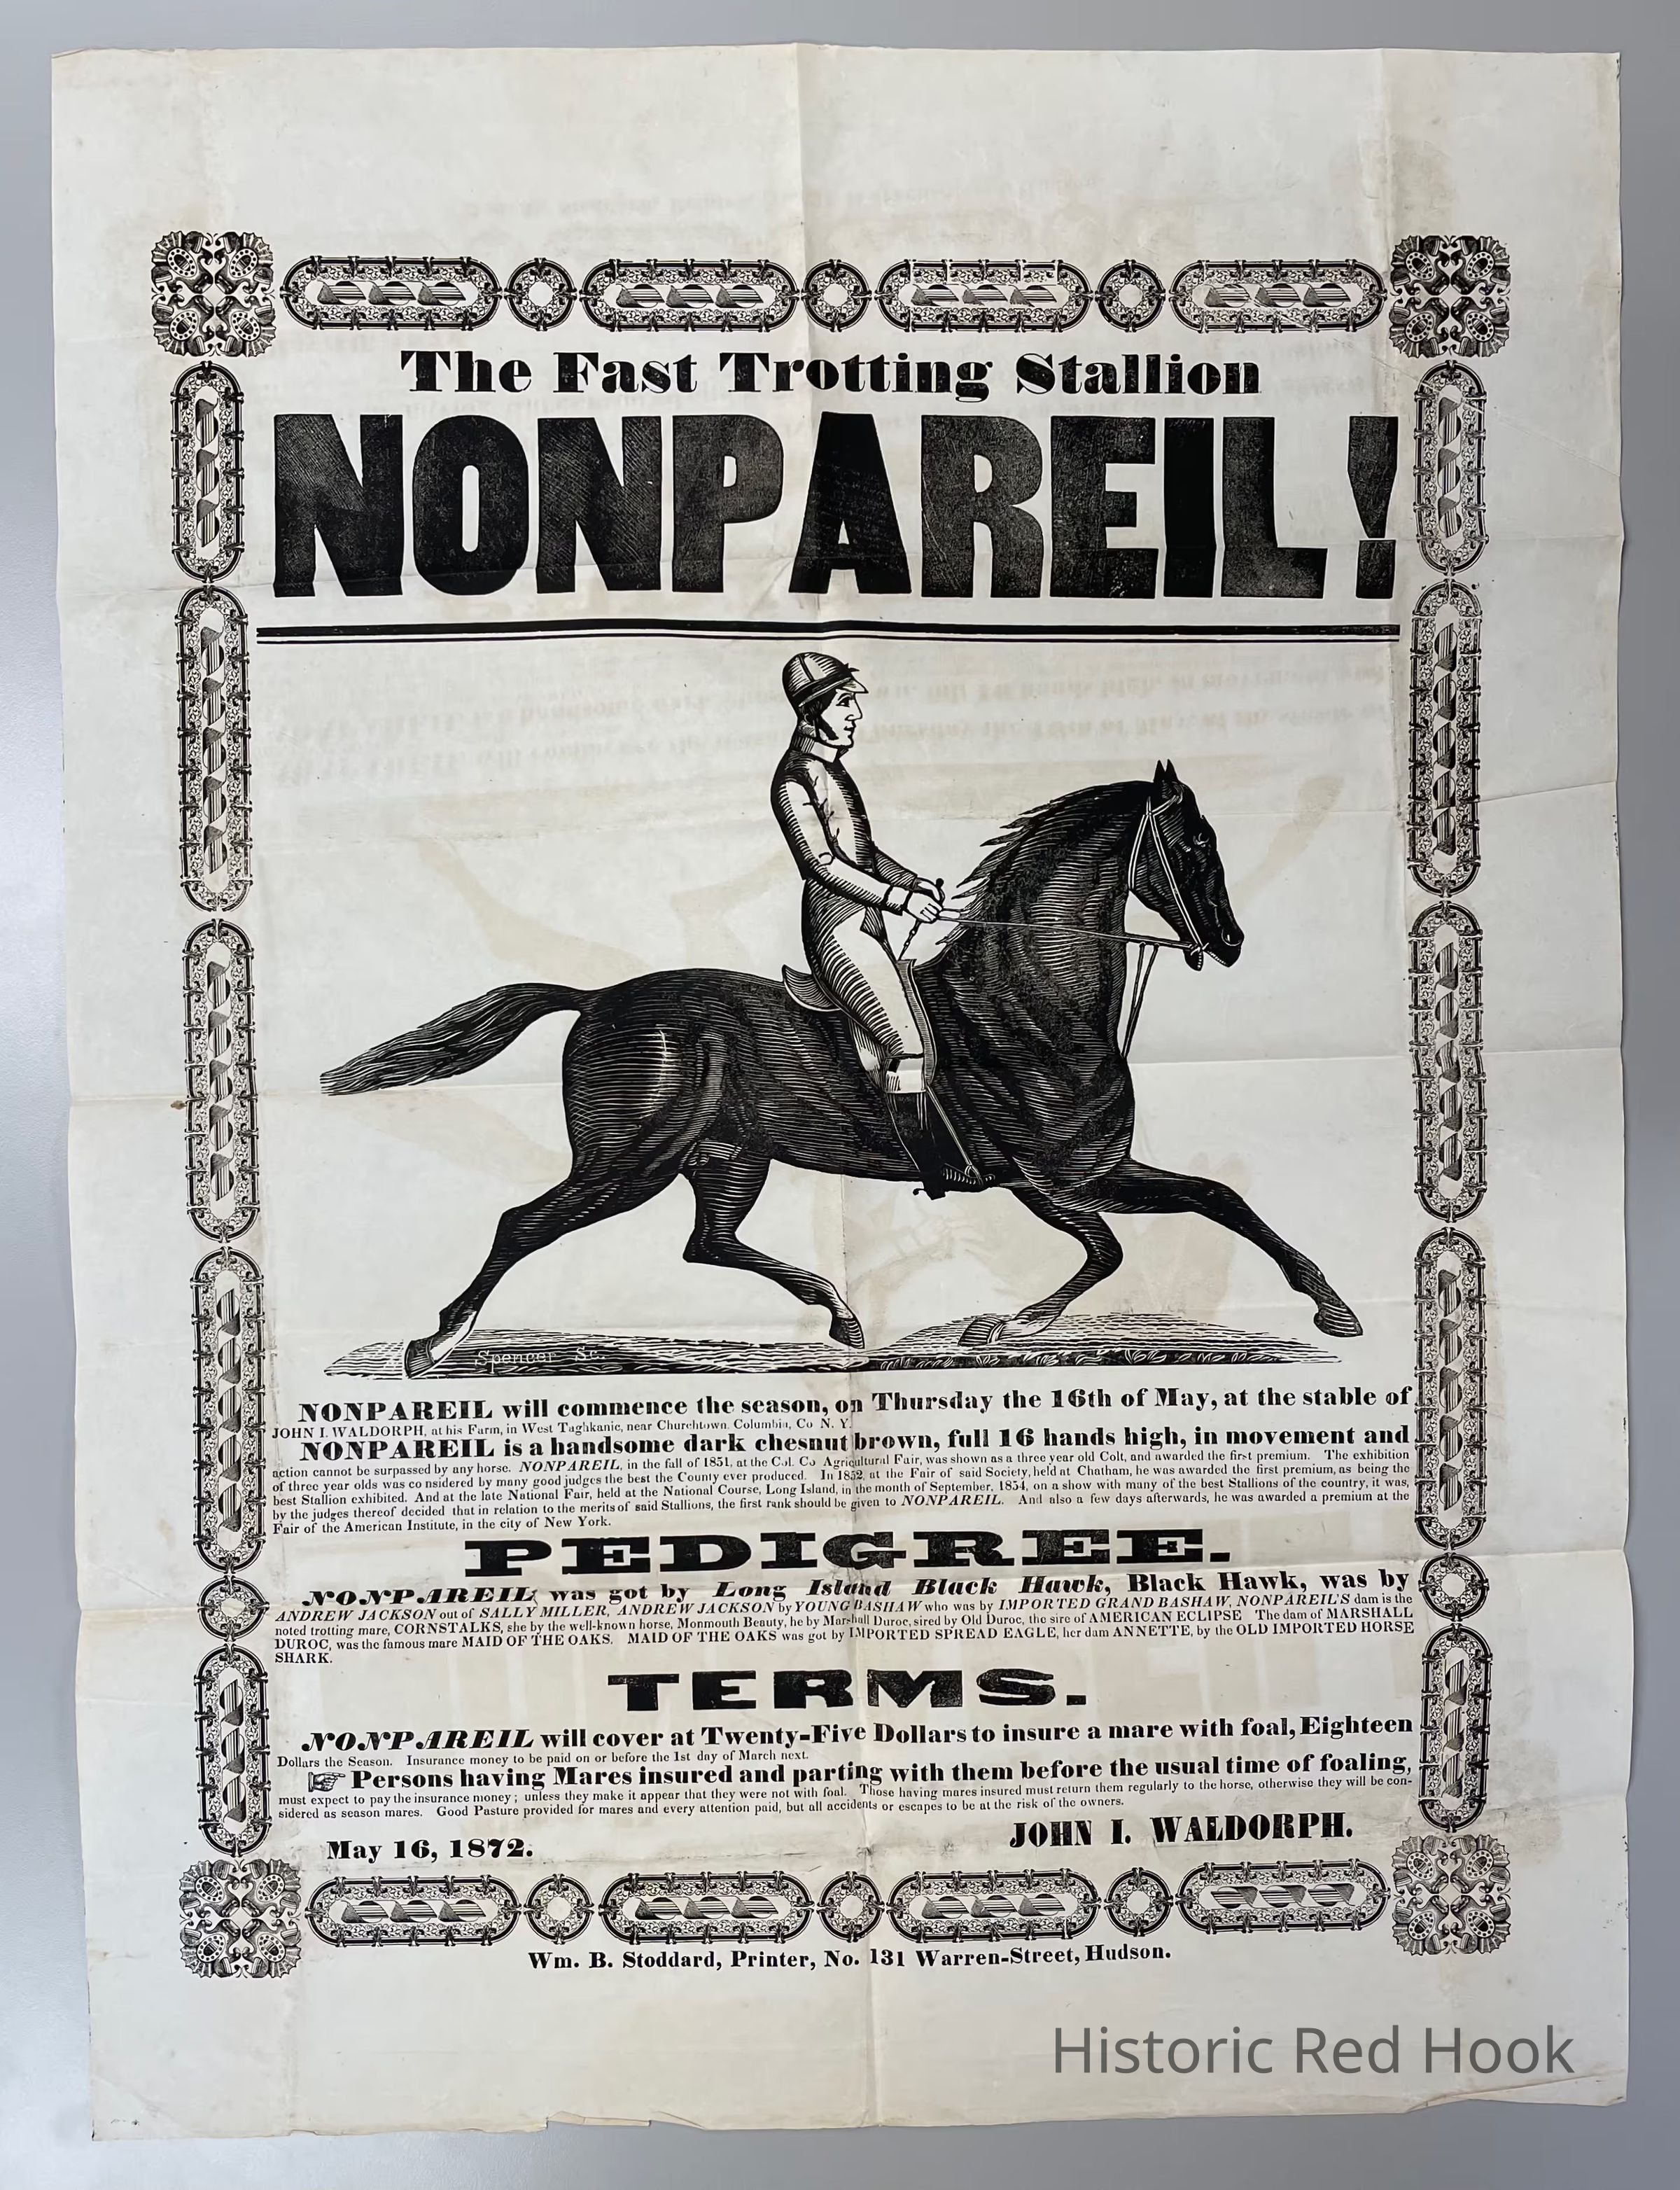 The Fast Trotting Stallion
NONPAREIL!
Spencer Sc.
NONPAREIL will commence the season, on Thursday the 16th of May, at the stable of
JOHN I. WALDORPH, at his Farm, in West Taghkanic, near Churchtown. Columbia, Co N. Y.
NONPAREIL is a handsome dark chesnut brown, full 16 hands high, in movement and
action cannot be surpassed by any horse. NONPAREIL, in the fall of 1851, at the Col. Co Agricultural Fair, was shown as a three year old Colt, and awarded the first premium. The exhibition
of three year olds was co nsidered by many good judges the best the County ever produced. In 1852, at the Fair of said Society, held at Chatham, he was awarded the first premium, as being the
best Stallion exhibited. And at the late National Fair, held at the National Course, Long Island, in the month of September, 1854, on a show with many of the best Stallions of the country, it was,
by the judges thereof decided that in relation to the merits of said Stallions, the first rank should be given to NONPAREIL. And also a few days afterwards, he was awarded a premium at the
Fair of the American Institute, in the city of New York.
PEDIGREE.
NONPAREIL was got by Long Island Black Hawk, Black Hawk, was by
ANDREW JACKSON out of SALLY MILLER, ANDREW JACKSON by YOUNG BASHAW who was by IMPORTED GRAND BASHAW, NONPAREIL'S dam is the
noted trotting mare, CORNSTALKS, she by the well-known horse, Monmouth Beauty, he by Marshall Duroc, sired by Old Duroc, the sire of AMERICAN ECLIPSE The dam of MARSHALL
DUROC, was the famous mare MAID OF THE OAKS. MAID OF THE OAKS was got by IMPORTED SPREAD EAGLE, her dam ANNETTE, by the OLD IMPORTED HORSE
SHARK.
TERMS.
NONPAREIL will cover at Twenty-Five Dollars to insure a mare with foal, Eighteen
Dollars the Season. Insurance money to be paid on or before the 1st day of March next.
☞ Persons having Mares insured and parting with them before the usual time of foaling,
must expect to pay the insurance money; unless they make it appear that they were not with foal. Those having mares insured must return them regularly to the horse, otherwise they will be con-
sidered as season mares. Good Pasture provided for mares and every attention paid, but all accidents or escapes to be at the risk of the owners.
JOHN I. WALDORPH.
May 16, 1872.
Wm. B. Stoddard, Printer, No. 131 Warren-Street, Hudson.
Historic Red Hook